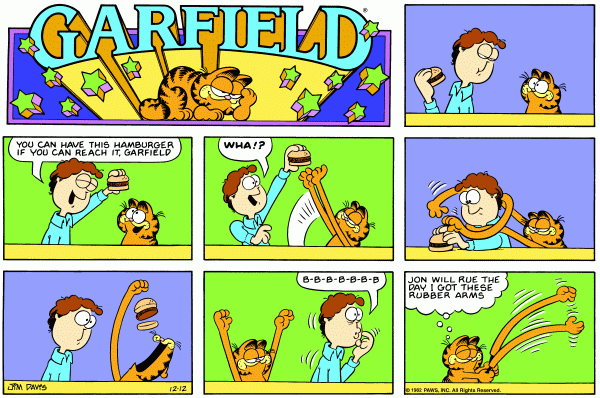 GARFIELD
®
YOU CAN HAVE THIS HAMBURGER
IF YOU CAN REACH IT, GARFIELD
WHA!?
JIM DAVIS
12-12
B-B-B-B-B-B-B
JON WILL RUE THE
DAY I GOT THESE
RUBBER ARMS
© 1982 PAWS, INC. All Rights Reserved.